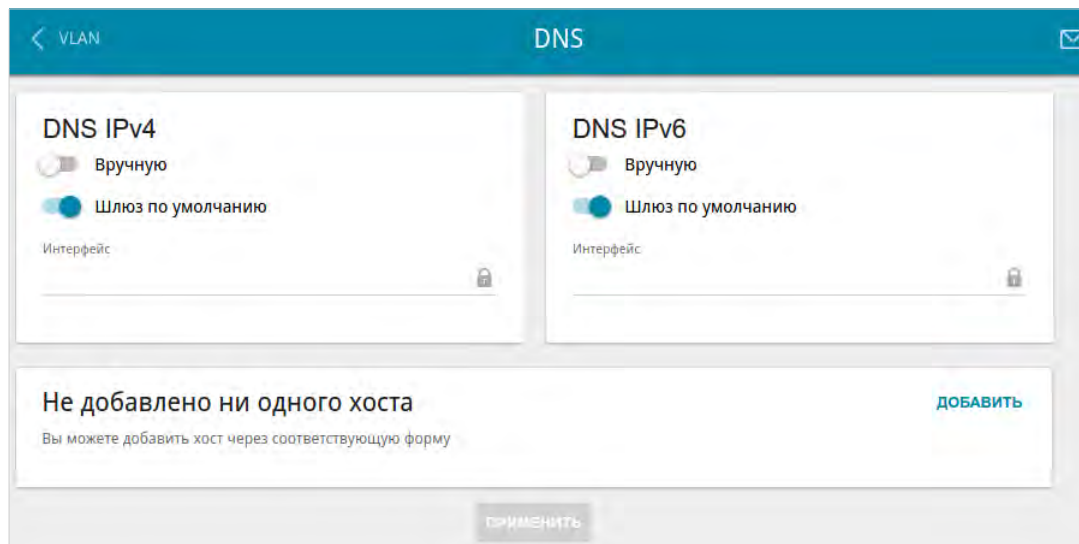 VLAN
DNS
DNS IPv4
Вручную
Шлюз по умолчанию
Интерфейс
DNS IPv6
Вручную
Шлюз по умолчанию
Интерфейс
Не добавлено ни одного хоста
ДОБАВИТЬ
Вы можете добавить хост через соответствующую форму
ПРИМЕНИТЬ